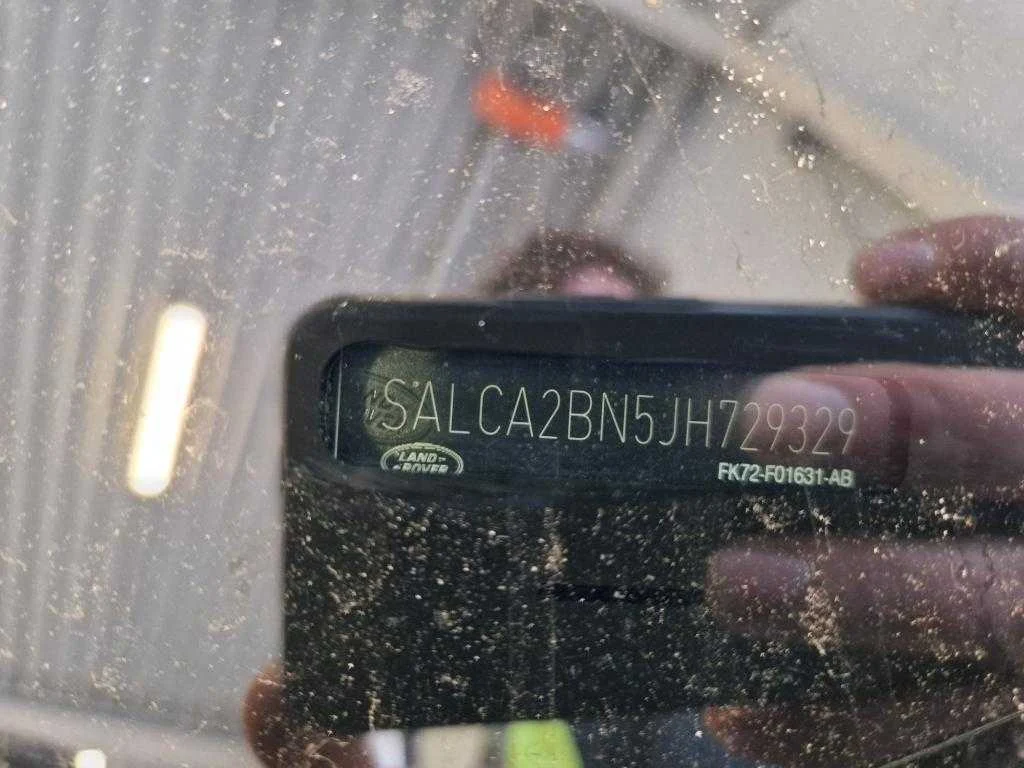 SALCA2BN5JH729329
LAND-
ROVER
FK72-F01631-AB